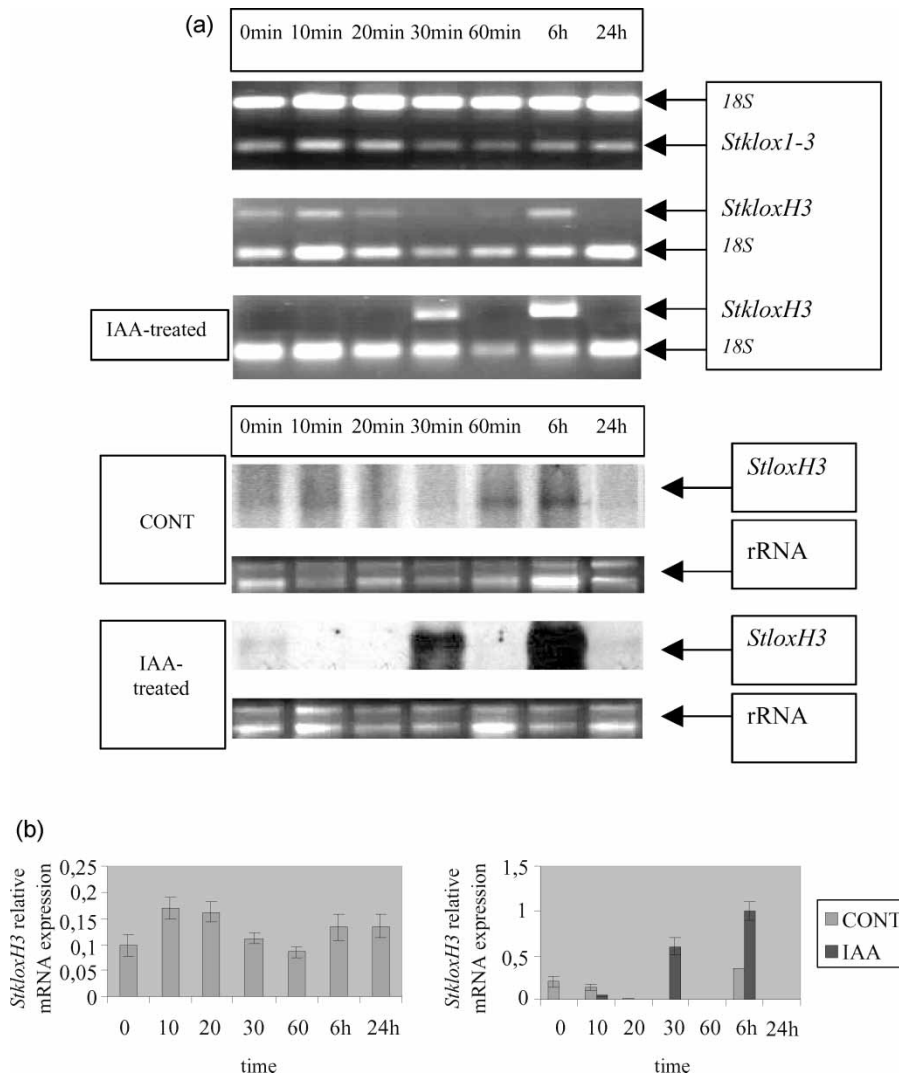 (a)
0min 10min 20min 30min 60min 6h 24h
18S
Stklox1-3
StkloxH3
18S
IAA-treated
StkloxH3
18S
0min 10min 20min 30min 60min 6h 24h
CONT
StloxH3
rRNA
IAA-
treated
StloxH3
rRNA
(b)
StkloxH3 relative
mRNA expression
0,25
0,2
0,15
0,1
0,05
0
0 10 20 30 60 6h 24h
time
StkloxH3 relative
mRNA expression
1,5
1
0,5
0
0 10 20 30 60 6h 24h
time
CONT
IAA